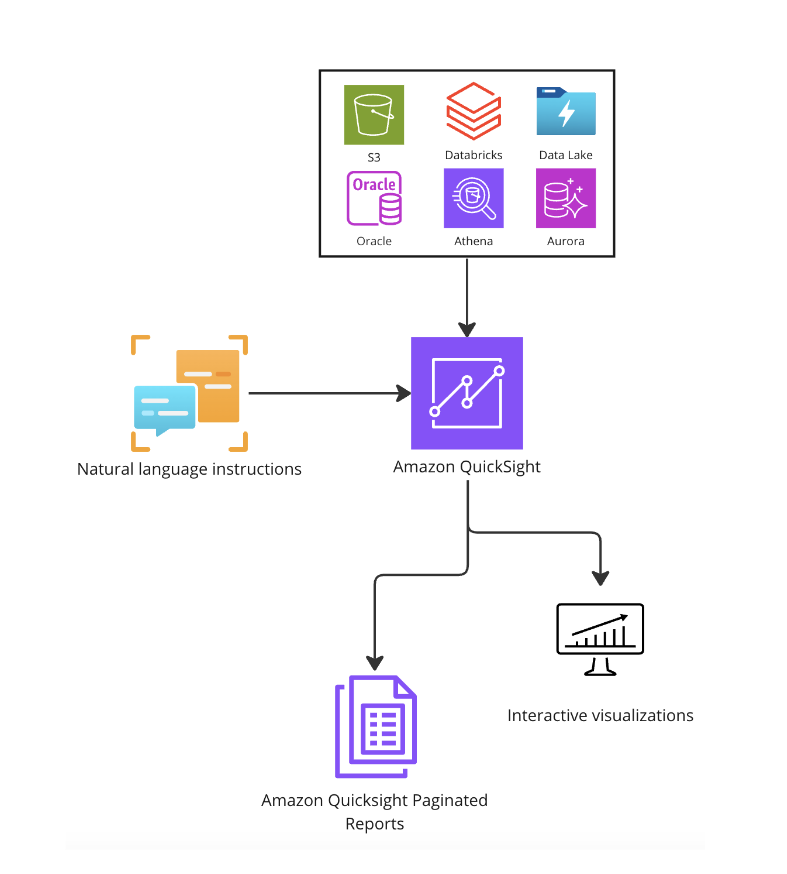 S3
Databricks
Data Lake
Oracle
Oracle
Athena
Aurora
Natural language instructions
Amazon QuickSight
Interactive visualizations
Amazon Quicksight Paginated
Reports